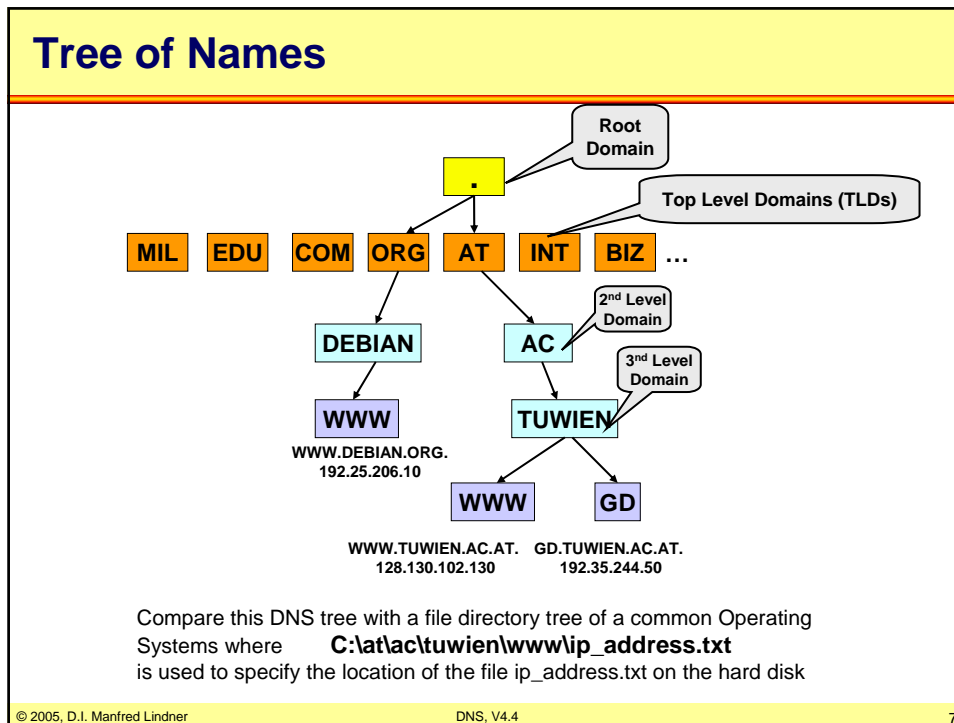 Tree of Names
Root
Domain
.
Top Level Domains (TLDs)
MIL EDU COM ORG AT INT BIZ ...
2nd Level
Domain
DEBIAN AC
3nd Level
Domain
WWW TUWIEN
WWW.DEBIAN.ORG.
192.25.206.10
WWW GD
WWW.TUWIEN.AC.AT. GD.TUWIEN.AC.AT.
128.130.102.130 192.35.244.50
Compare this DNS tree with a file directory tree of a common Operating
Systems where C:\at\ac\tuwien\www\ip_address.txt
is used to specify the location of the file ip_address.txt on the hard disk
© 2005, D.I. Manfred Lindner DNS, V4.4 7